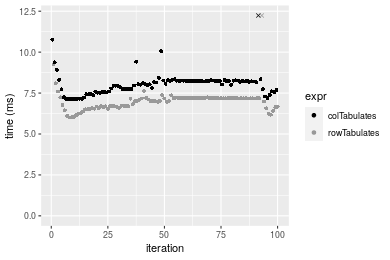 12.5
10.0
7.5
5.0
2.5
0.0
time (ms)
0
25
50
75
100
iteration
expr
colTabulates
rowTabulates